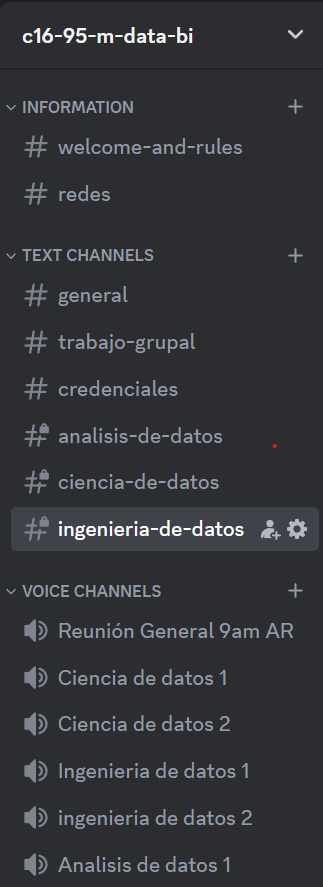 c16-95-m-data-bi
INFORMATION
welcome-and-rules
redes
TEXT CHANNELS
general
trabajo-grupal
credenciales
analisis-de-datos
ciencia-de-datos
ingenieria-de-datos
VOICE CHANNELS
Reunión General 9am AR
Ciencia de datos 1
Ciencia de datos 2
Ingenieria de datos 1
ingenieria de datos 2
Analisis de datos 1